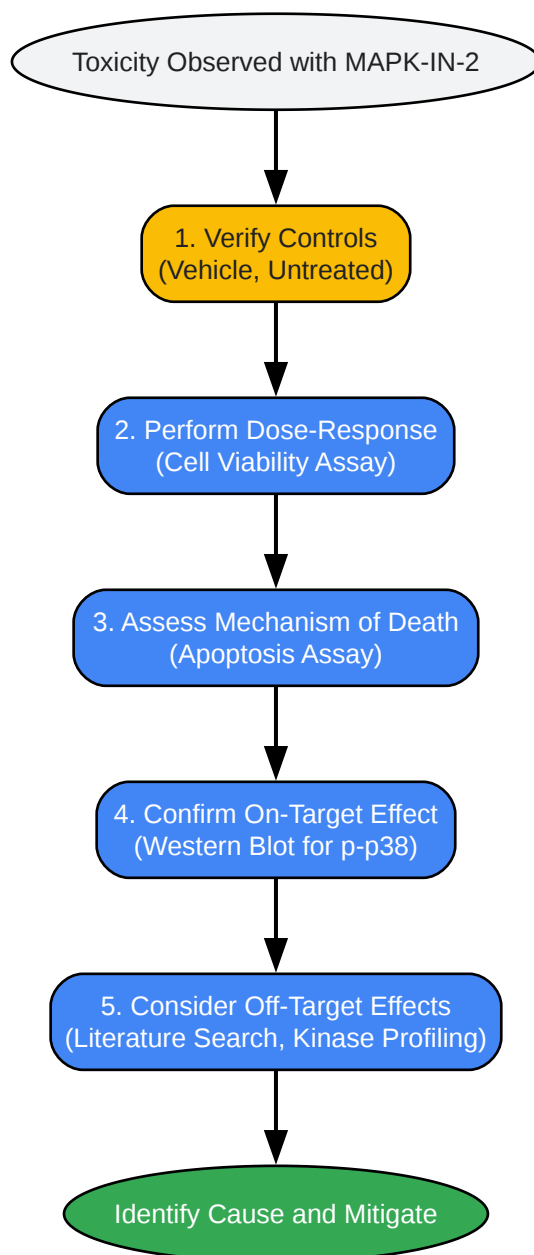 Toxicity Observed with MAPK-IN-2
1. Verify Controls
(Vehicle, Untreated)
2. Perform Dose-Response
(Cell Viability Assay)
3. Assess Mechanism of Death
(Apoptosis Assay)
4. Confirm On-Target Effect
(Western Blot for p-p38)
5. Consider Off-Target Effects
(Literature Search, Kinase Profiling)
Identify Cause and Mitigate